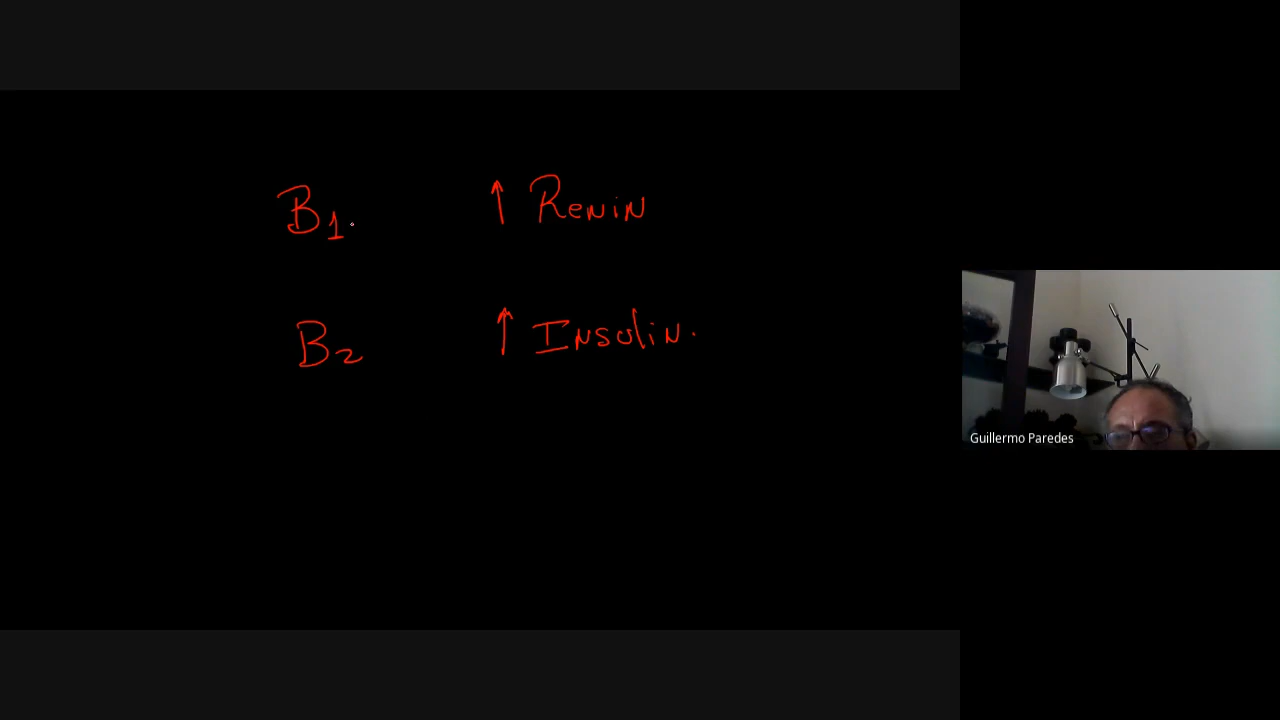 B1 ↑ Renin
B2 ↑ Insulin.
Guillermo Paredes